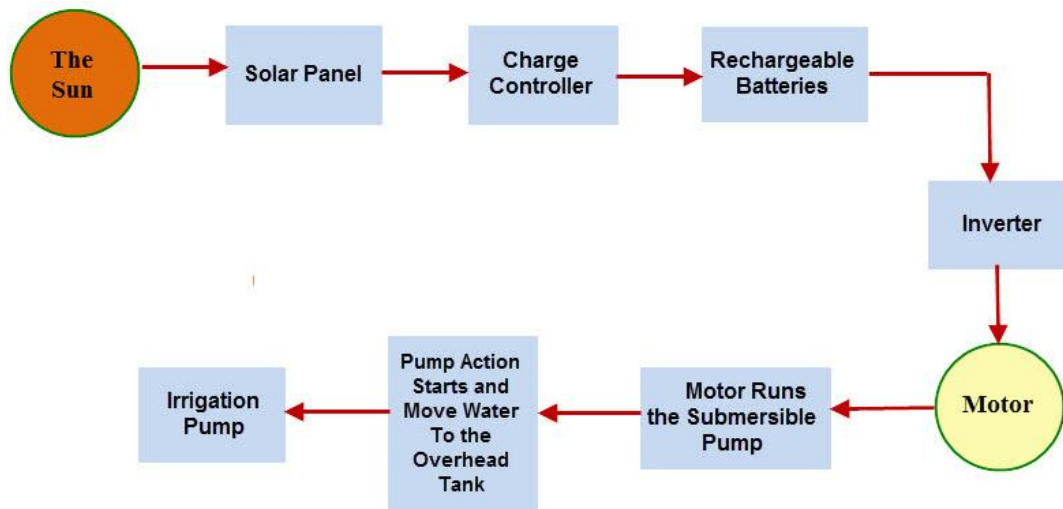 The
Sun
Solar Panel
Charge
Controller
Rechargeable
Batteries
Inverter
Motor
Motor Runs
the Submersible
Pump
Pump Action
Starts and
Move Water
To the
Overhead
Tank
Irrigation
Pump